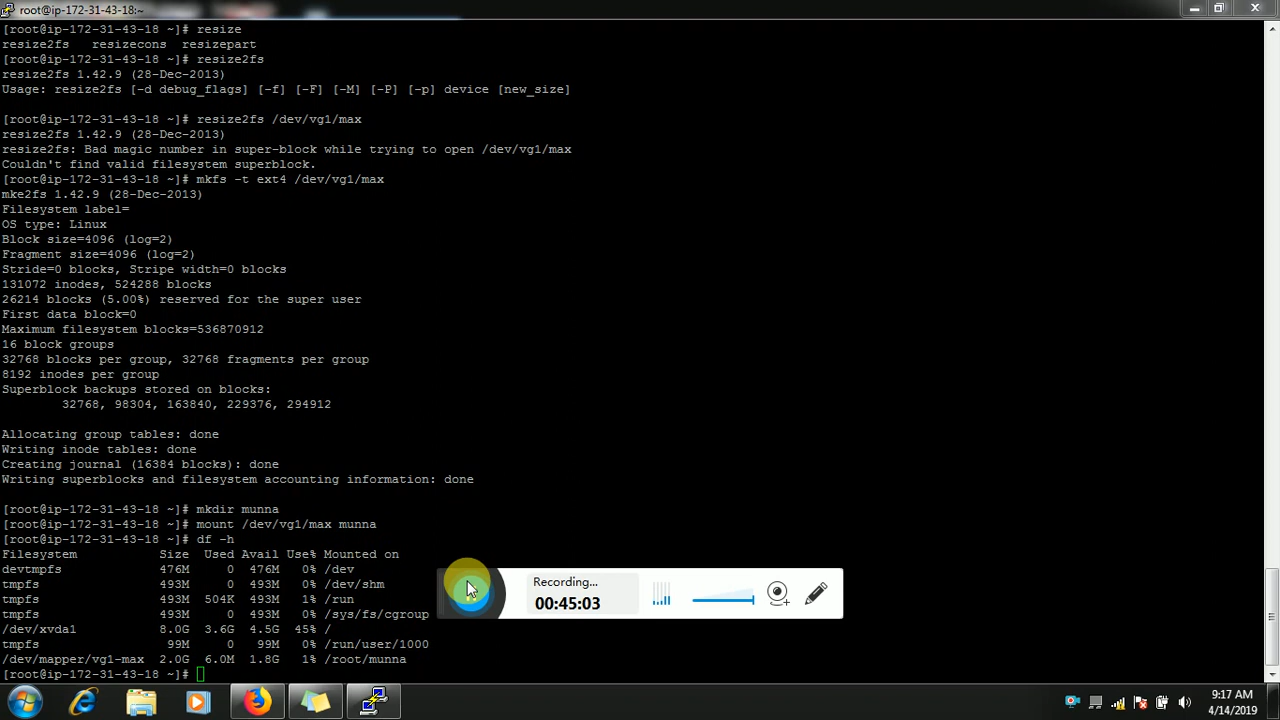 root@ip-172-31-43-18:~
[root@ip-172-31-43-18 ~]# resize
resize2fs   resizecons  resizepart
[root@ip-172-31-43-18 ~]# resize2fs
resize2fs 1.42.9 (28-Dec-2013)
Usage: resize2fs [-d debug_flags] [-f] [-F] [-M] [-P] [-p] device [new_size]
[root@ip-172-31-43-18 ~]# resize2fs /dev/vg1/max
resize2fs 1.42.9 (28-Dec-2013)
resize2fs: Bad magic number in super-block while trying to open /dev/vg1/max
Couldn't find valid filesystem superblock.
[root@ip-172-31-43-18 ~]# mkfs -t ext4 /dev/vg1/max
mke2fs 1.42.9 (28-Dec-2013)
Filesystem label=
OS type: Linux
Block size=4096 (log=2)
Fragment size=4096 (log=2)
Stride=0 blocks, Stripe width=0 blocks
131072 inodes, 524288 blocks
26214 blocks (5.00%) reserved for the super user
First data block=0
Maximum filesystem blocks=536870912
16 block groups
32768 blocks per group, 32768 fragments per group
8192 inodes per group
Superblock backups stored on blocks:
        32768, 98304, 163840, 229376, 294912
Allocating group tables: done
Writing inode tables: done
Creating journal (16384 blocks): done
Writing superblocks and filesystem accounting information: done
[root@ip-172-31-43-18 ~]# mkdir munna
[root@ip-172-31-43-18 ~]# mount /dev/vg1/max munna
[root@ip-172-31-43-18 ~]# df -h
Filesystem           Size  Used Avail Use% Mounted on
devtmpfs             476M     0  476M   0% /dev
tmpfs                493M     0  493M   0% /dev/shm
tmpfs                493M  504K  493M   1% /run
tmpfs                493M     0  493M   0% /sys/fs/cgroup
/dev/xvda1           8.0G  3.6G  4.5G  45% /
tmpfs                 99M     0   99M   0% /run/user/1000
/dev/mapper/vg1-max  2.0G  6.0M  1.8G   1% /root/munna
[root@ip-172-31-43-18 ~]#
Recording...
00:45:03
9:17 AM
4/14/2019